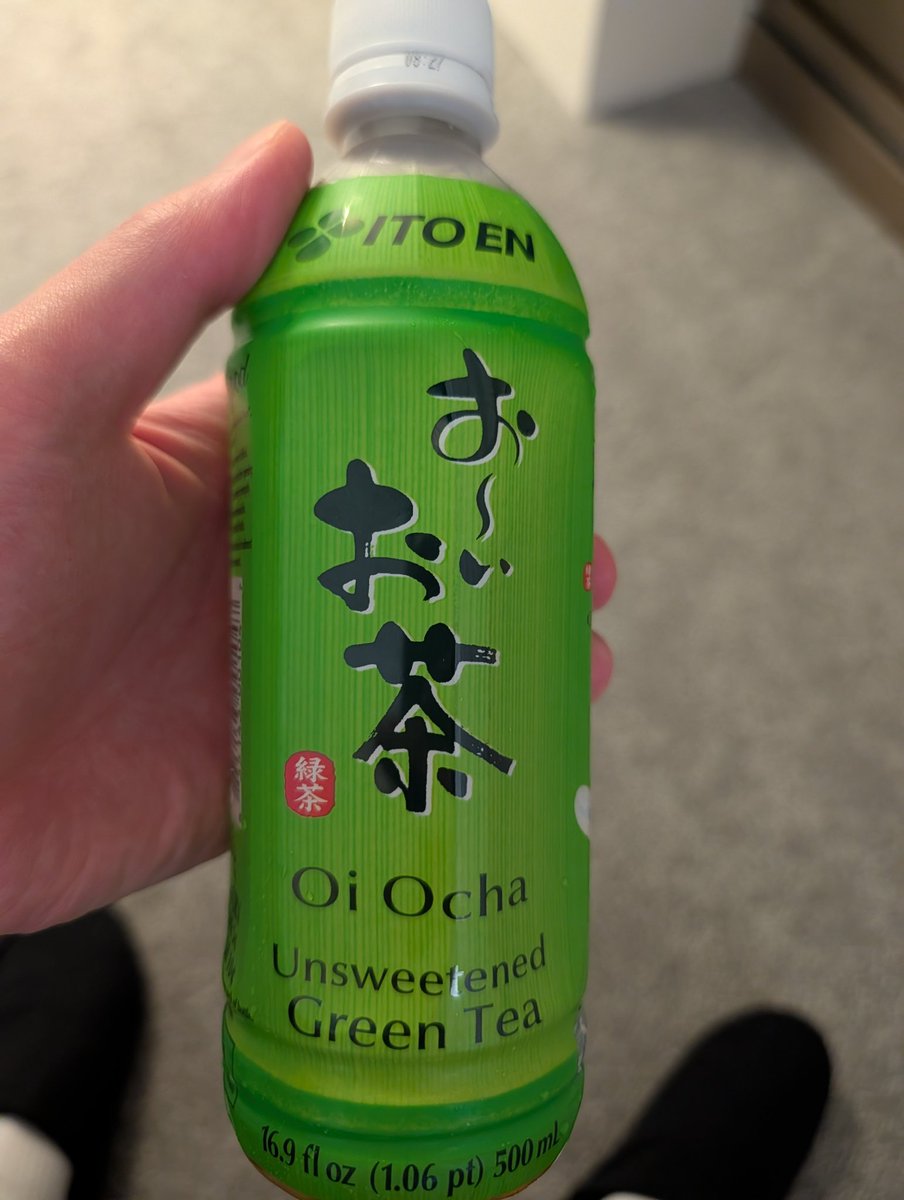 ITO EN
お〜い
お茶
緑茶
Oi Ocha
Unsweetened
Green Tea
16.9 fl oz (1.06 pt) 500 mL